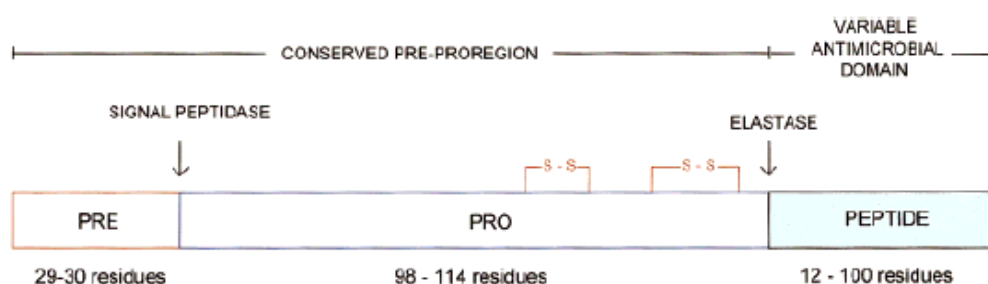 VARIABLE
ANTIMICROBIAL
DOMAIN
CONSERVED PRE-PROREGION
SIGNAL PEPTIDASE
ELASTASE
S - S
S - S
PRE
PRO
PEPTIDE
29-30 residues
98 - 114 residues
12 - 100 residues